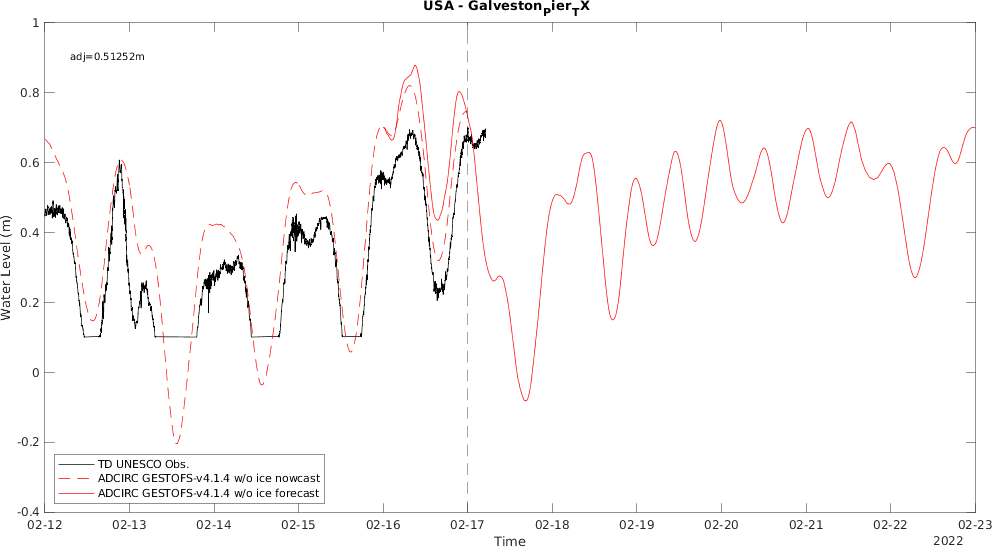 USA - Galveston_Pier_TX
adj=0.51252m
1
0.8
0.6
0.4
0.2
0
-0.2
-0.4
Water Level (m)
TD UNESCO Obs.
ADCIRC GESTOFS-v4.1.4 w/o ice nowcast
ADCIRC GESTOFS-v4.1.4 w/o ice forecast
02-12 02-13 02-14 02-15 02-16 02-17 02-18 02-19 02-20 02-21 02-22 02-23
Time
2022